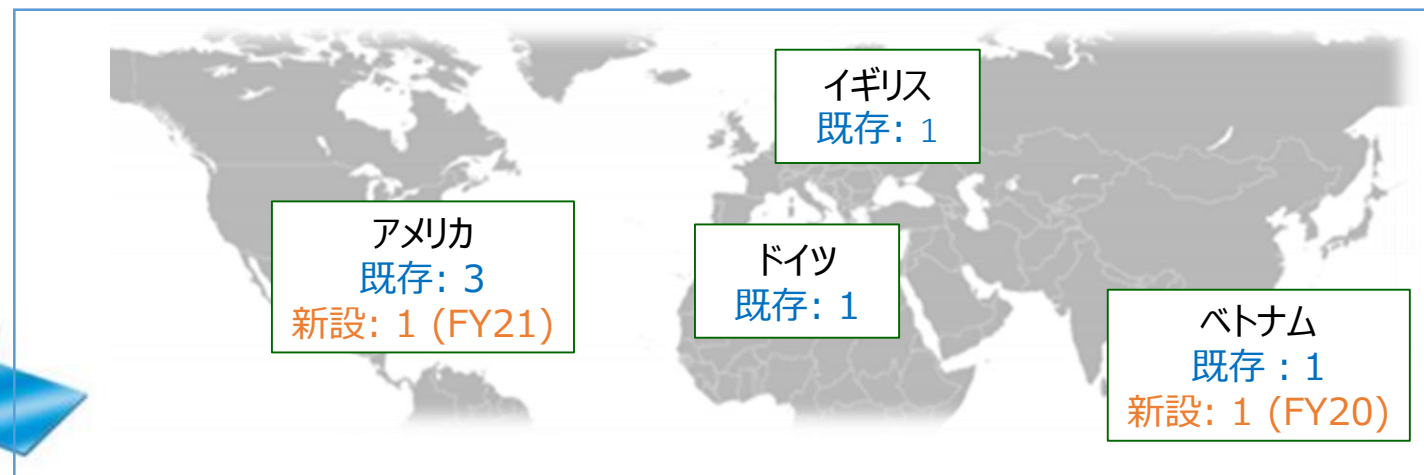 イギリス
既存: 1
アメリカ
既存: 3
新設: 1 (FY21)
ドイツ
既存: 1
ベトナム
既存 : 1
新設: 1 (FY20)